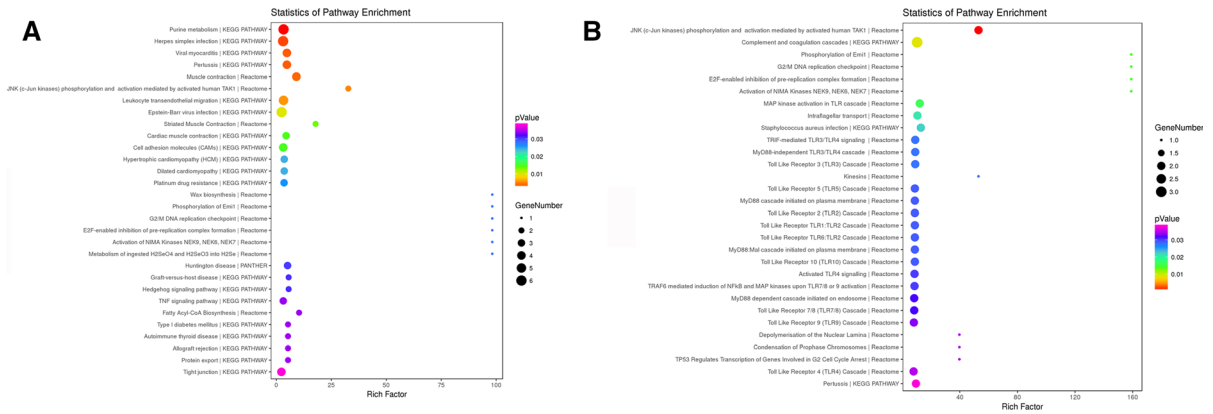 A
Statistics of Pathway Enrichment
Purine metabolism | KEGG PATHWAY
Herpes simplex infection | KEGG PATHWAY
Viral myocarditis | KEGG PATHWAY
Pertussis | KEGG PATHWAY
Muscle contraction | Reactome
JNK (c-Jun kinases) phosphorylation and activation mediated by activated human TAK1 | Reactome
Leukocyte transendothelial migration | KEGG PATHWAY
Epstein-Barr virus infection | KEGG PATHWAY
Striated Muscle Contraction | Reactome
Cardiac muscle contraction | KEGG PATHWAY
Cell adhesion molecules (CAMs) | KEGG PATHWAY
Hypertrophic cardiomyopathy (HCM) | KEGG PATHWAY
Dilated cardiomyopathy | KEGG PATHWAY
Platinum drug resistance | KEGG PATHWAY
Wax biosynthesis | Reactome
Phosphorylation of Emi1 | Reactome
G2/M DNA replication checkpoint | Reactome
E2F-enabled inhibition of pre-replication complex formation | Reactome
Activation of NIMA Kinases NEK9, NEK6, NEK7 | Reactome
Metabolism of ingested H2SeO4 and H2SeO3 into H2Se | Reactome
Huntington disease | PANTHER
Graft-versus-host disease | KEGG PATHWAY
Hedgehog signaling pathway | KEGG PATHWAY
TNF signaling pathway | KEGG PATHWAY
Fatty Acyl-CoA Biosynthesis | Reactome
Type I diabetes mellitus | KEGG PATHWAY
Autoimmune thyroid disease | KEGG PATHWAY
Allograft rejection | KEGG PATHWAY
Protein export | KEGG PATHWAY
Tight junction | KEGG PATHWAY
0 25 50 75 100
Rich Factor
pValue
0.03
0.02
0.01
GeneNumber
1
2
3
4
5
6
B
Statistics of Pathway Enrichment
JNK (c-Jun kinases) phosphorylation and activation mediated by activated human TAK1 | Reactome
Complement and coagulation cascades | KEGG PATHWAY
Phosphorylation of Emi1 | Reactome
G2/M DNA replication checkpoint | Reactome
E2F-enabled inhibition of pre-replication complex formation | Reactome
Activation of NIMA Kinases NEK9, NEK6, NEK7 | Reactome
MAP kinase activation in TLR cascade | Reactome
Intraflagellar transport | Reactome
Staphylococcus aureus infection | KEGG PATHWAY
TRIF-mediated TLR3/TLR4 signaling | Reactome
MyD88-independent TLR3/TLR4 cascade | Reactome
Toll Like Receptor 3 (TLR3) Cascade | Reactome
Kinesins | Reactome
Toll Like Receptor 5 (TLR5) Cascade | Reactome
MyD88 cascade initiated on plasma membrane | Reactome
Toll Like Receptor 2 (TLR2) Cascade | Reactome
Toll Like Receptor TLR1:TLR2 Cascade | Reactome
Toll Like Receptor TLR6:TLR2 Cascade | Reactome
MyD88:Mal cascade initiated on plasma membrane | Reactome
Toll Like Receptor 10 (TLR10) Cascade | Reactome
Activated TLR4 signalling | Reactome
TRAF6 mediated induction of NFkB and MAP kinases upon TLR7/8 or 9 activation | Reactome
MyD88 dependent cascade initiated on endosome | Reactome
Toll Like Receptor 7/8 (TLR7/8) Cascade | Reactome
Toll Like Receptor 9 (TLR9) Cascade | Reactome
Depolymerisation of the Nuclear Lamina | Reactome
Condensation of Prophase Chromosomes | Reactome
TP53 Regulates Transcription of Genes Involved in G2 Cell Cycle Arrest | Reactome
Toll Like Receptor 4 (TLR4) Cascade | Reactome
Pertussis | KEGG PATHWAY
40 80 120 160
Rich Factor
GeneNumber
1.0
1.5
2.0
2.5
3.0
pValue
0.03
0.02
0.01